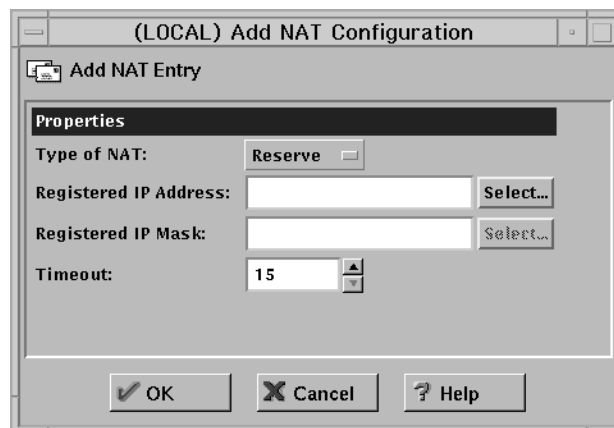 (LOCAL) Add NAT Configuration
Add NAT Entry
Properties
Type of NAT: Reserve
Registered IP Address: Select...
Registered IP Mask: Select...
Timeout: 15
OK Cancel ? Help